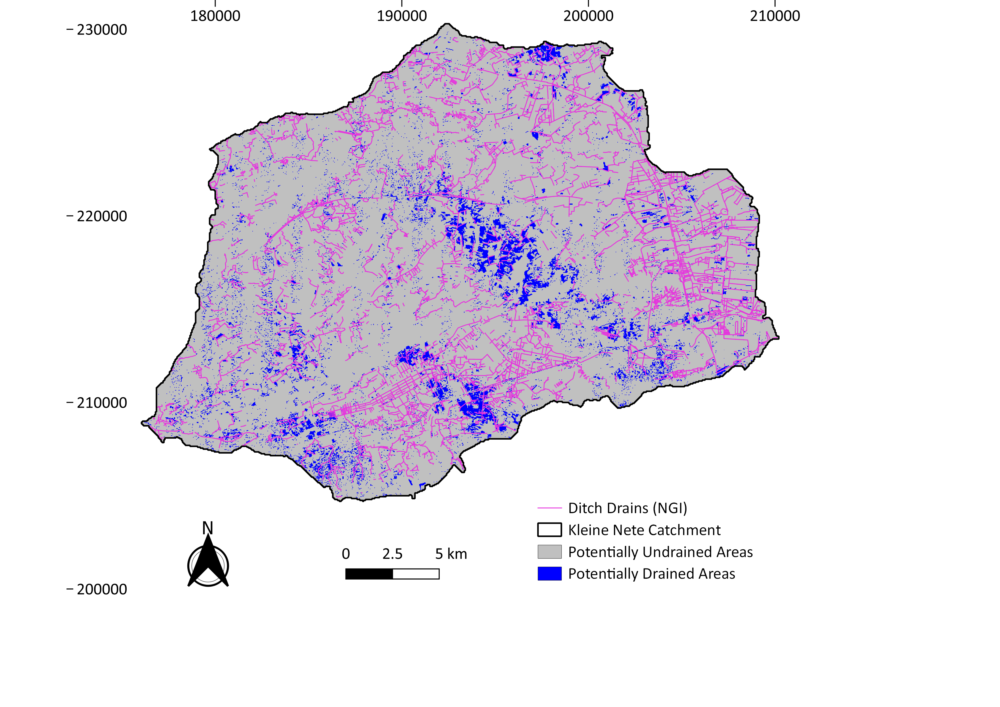 180000 190000 200000 210000
230000
220000
210000
200000
N
0 2.5 5 km
Ditch Drains (NGI)
Kleine Nete Catchment
Potentially Undrained Areas
Potentially Drained Areas